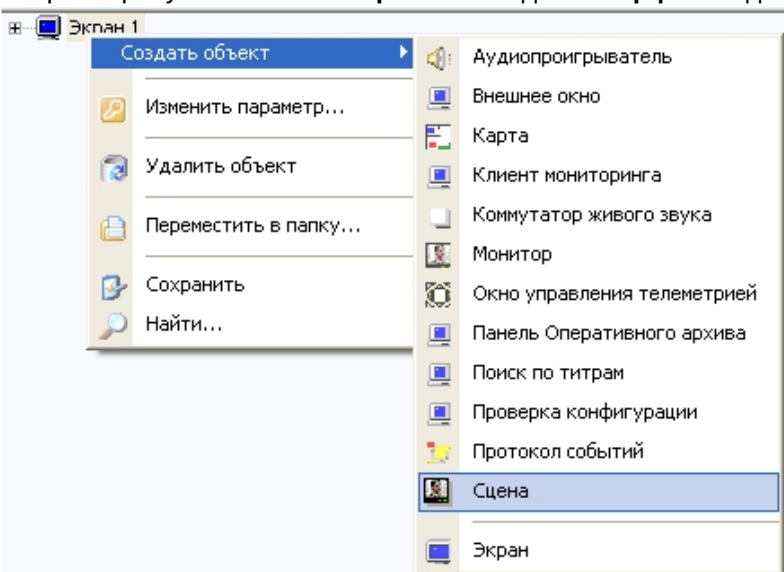 Экран 1
Создать объект
Изменить параметр...
Удалить объект
Переместить в папку...
Сохранить
Найти...
Аудиопроигрыватель
Внешнее окно
Карта
Клиент мониторинга
Коммутатор живого звука
Монитор
Окно управления телеметрией
Панель Оперативного архива
Поиск по титрам
Проверка конфигурации
Протокол событий
Сцена
Экран